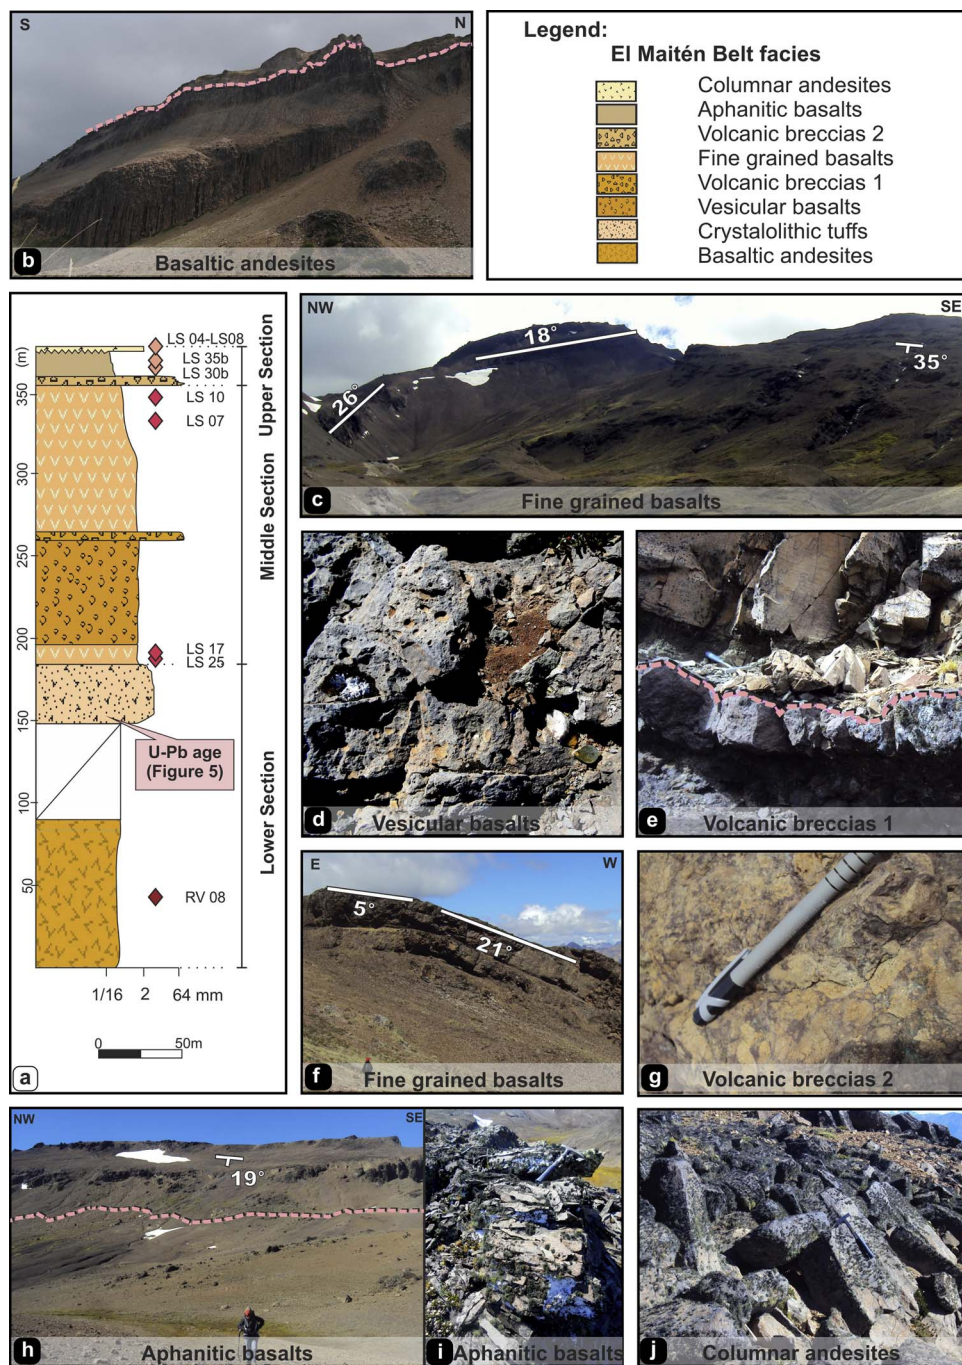 S
N
b
Basaltic andesites
Legend:
El Maitén Belt facies
Columnar andesites
Aphanitic basalts
Volcanic breccias 2
Fine grained basalts
Volcanic breccias 1
Vesicular basalts
Crystalolithic tuffs
Basaltic andesites
(m)
350
300
250
200
150
100
50
LS 04-LS08
LS 35b
LS 30b
LS 10
LS 07
LS 17
LS 25
RV 08
U-Pb age
(Figure 5)
Upper Section
Middle Section
Lower Section
1/16
2
64 mm
0
50m
a
NW
SE
26°
18°
35°
c
Fine grained basalts
d
Vesicular basalts
e
Volcanic breccias 1
E
W
5°
21°
f
Fine grained basalts
g
Volcanic breccias 2
NW
SE
19°
h
Aphanitic basalts
i
Aphanitic basalts
j
Columnar andesites